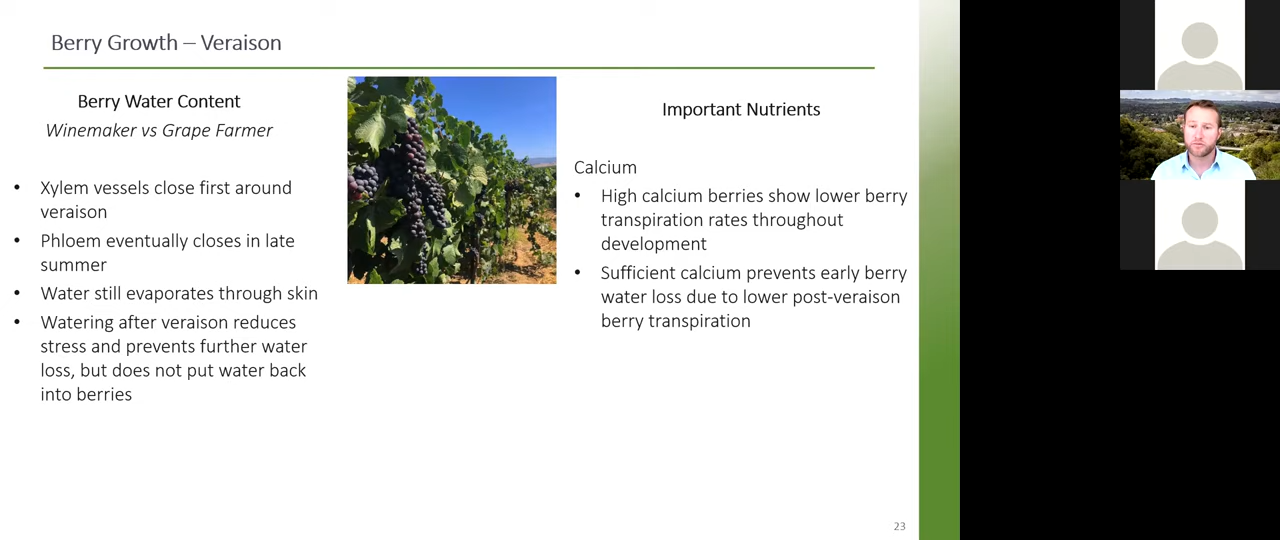 Berry Growth – Veraison
Berry Water Content
Winemaker vs Grape Farmer
• Xylem vessels close first around
veraison
• Phloem eventually closes in late
summer
• Water still evaporates through skin
• Watering after veraison reduces
stress and prevents further water
loss, but does not put water back
into berries
Important Nutrients
Calcium
• High calcium berries show lower berry
transpiration rates throughout
development
• Sufficient calcium prevents early berry
water loss due to lower post-veraison
berry transpiration
23